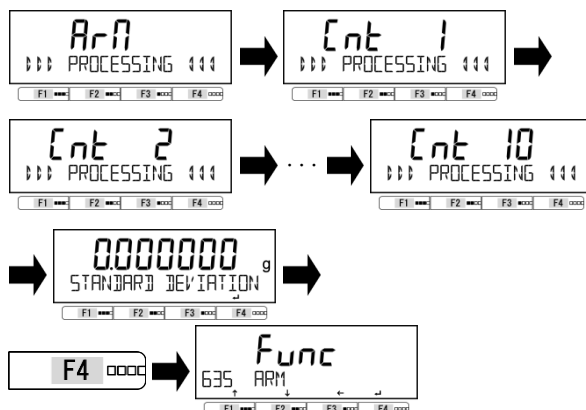 Arm
PROCESSING
F1 F2 F3 F4
Cnt 1
PROCESSING
F1 F2 F3 F4
Cnt 2
PROCESSING
F1 F2 F3 F4
...
Cnt 10
PROCESSING
F1 F2 F3 F4
0.000000 g
STANDARD DEVIATION
F1 F2 F3 F4
F4
Func
635 ARM
↑ ↓ ← ↵
F1 F2 F3 F4